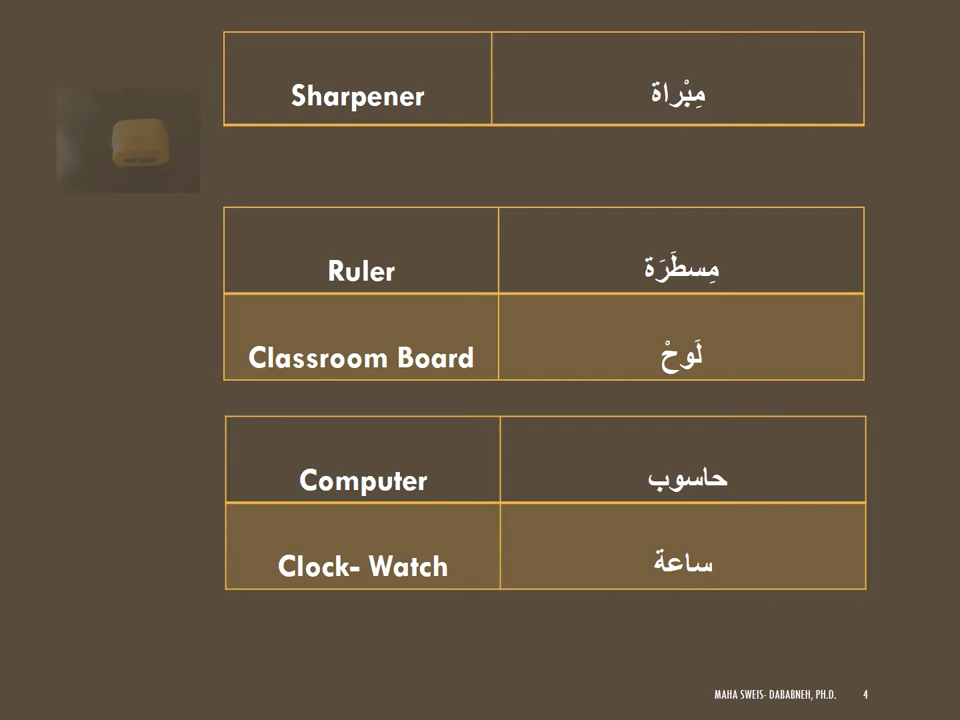 Sharpener مِبْراة
Ruler مِسطَرَة
Classroom Board لَوحْ
Computer حاسوب
Clock- Watch ساعة
MAHA SWEIS- DABABNEH, PH.D. 4